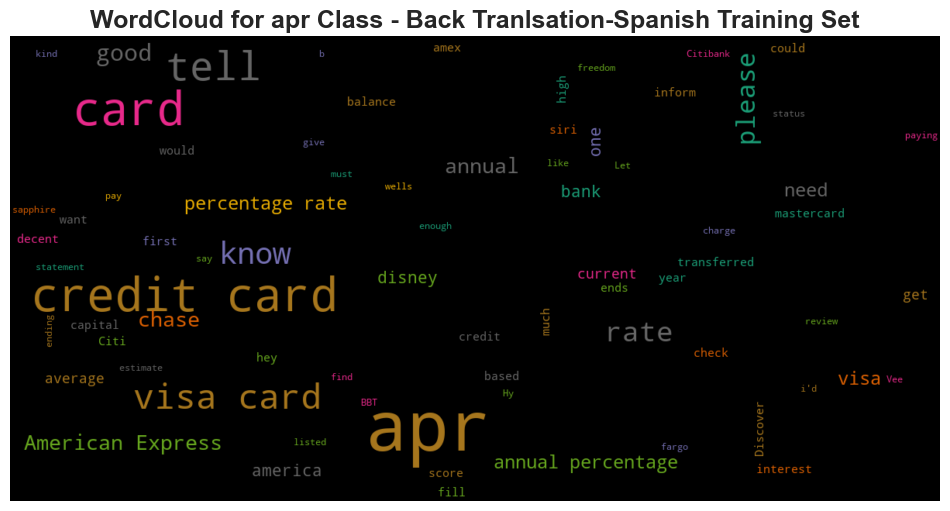 WordCloud for apr Class - Back Tranlsation-Spanish Training Set
kind
good
tell
b
amex
Citibank
could
freedom
high
please
card
balance
inform
status
siri
one
paying
would
give
annual
like
Let
must
wells
bank
need
pay
percentage rate
sapphire
want
mastercard
enough
charge
decent
first
know
say
statement
disney
current
transferred
year
ends
credit card
get
chase
capital
ending
Citi
credit
much
rate
review
hey
check
estimate
average
find
based
visa
Vee
i'd
visa card
BBT
Hy
apr
Discover
American Express
listed
fargo
america
score
annual percentage
interest
fill